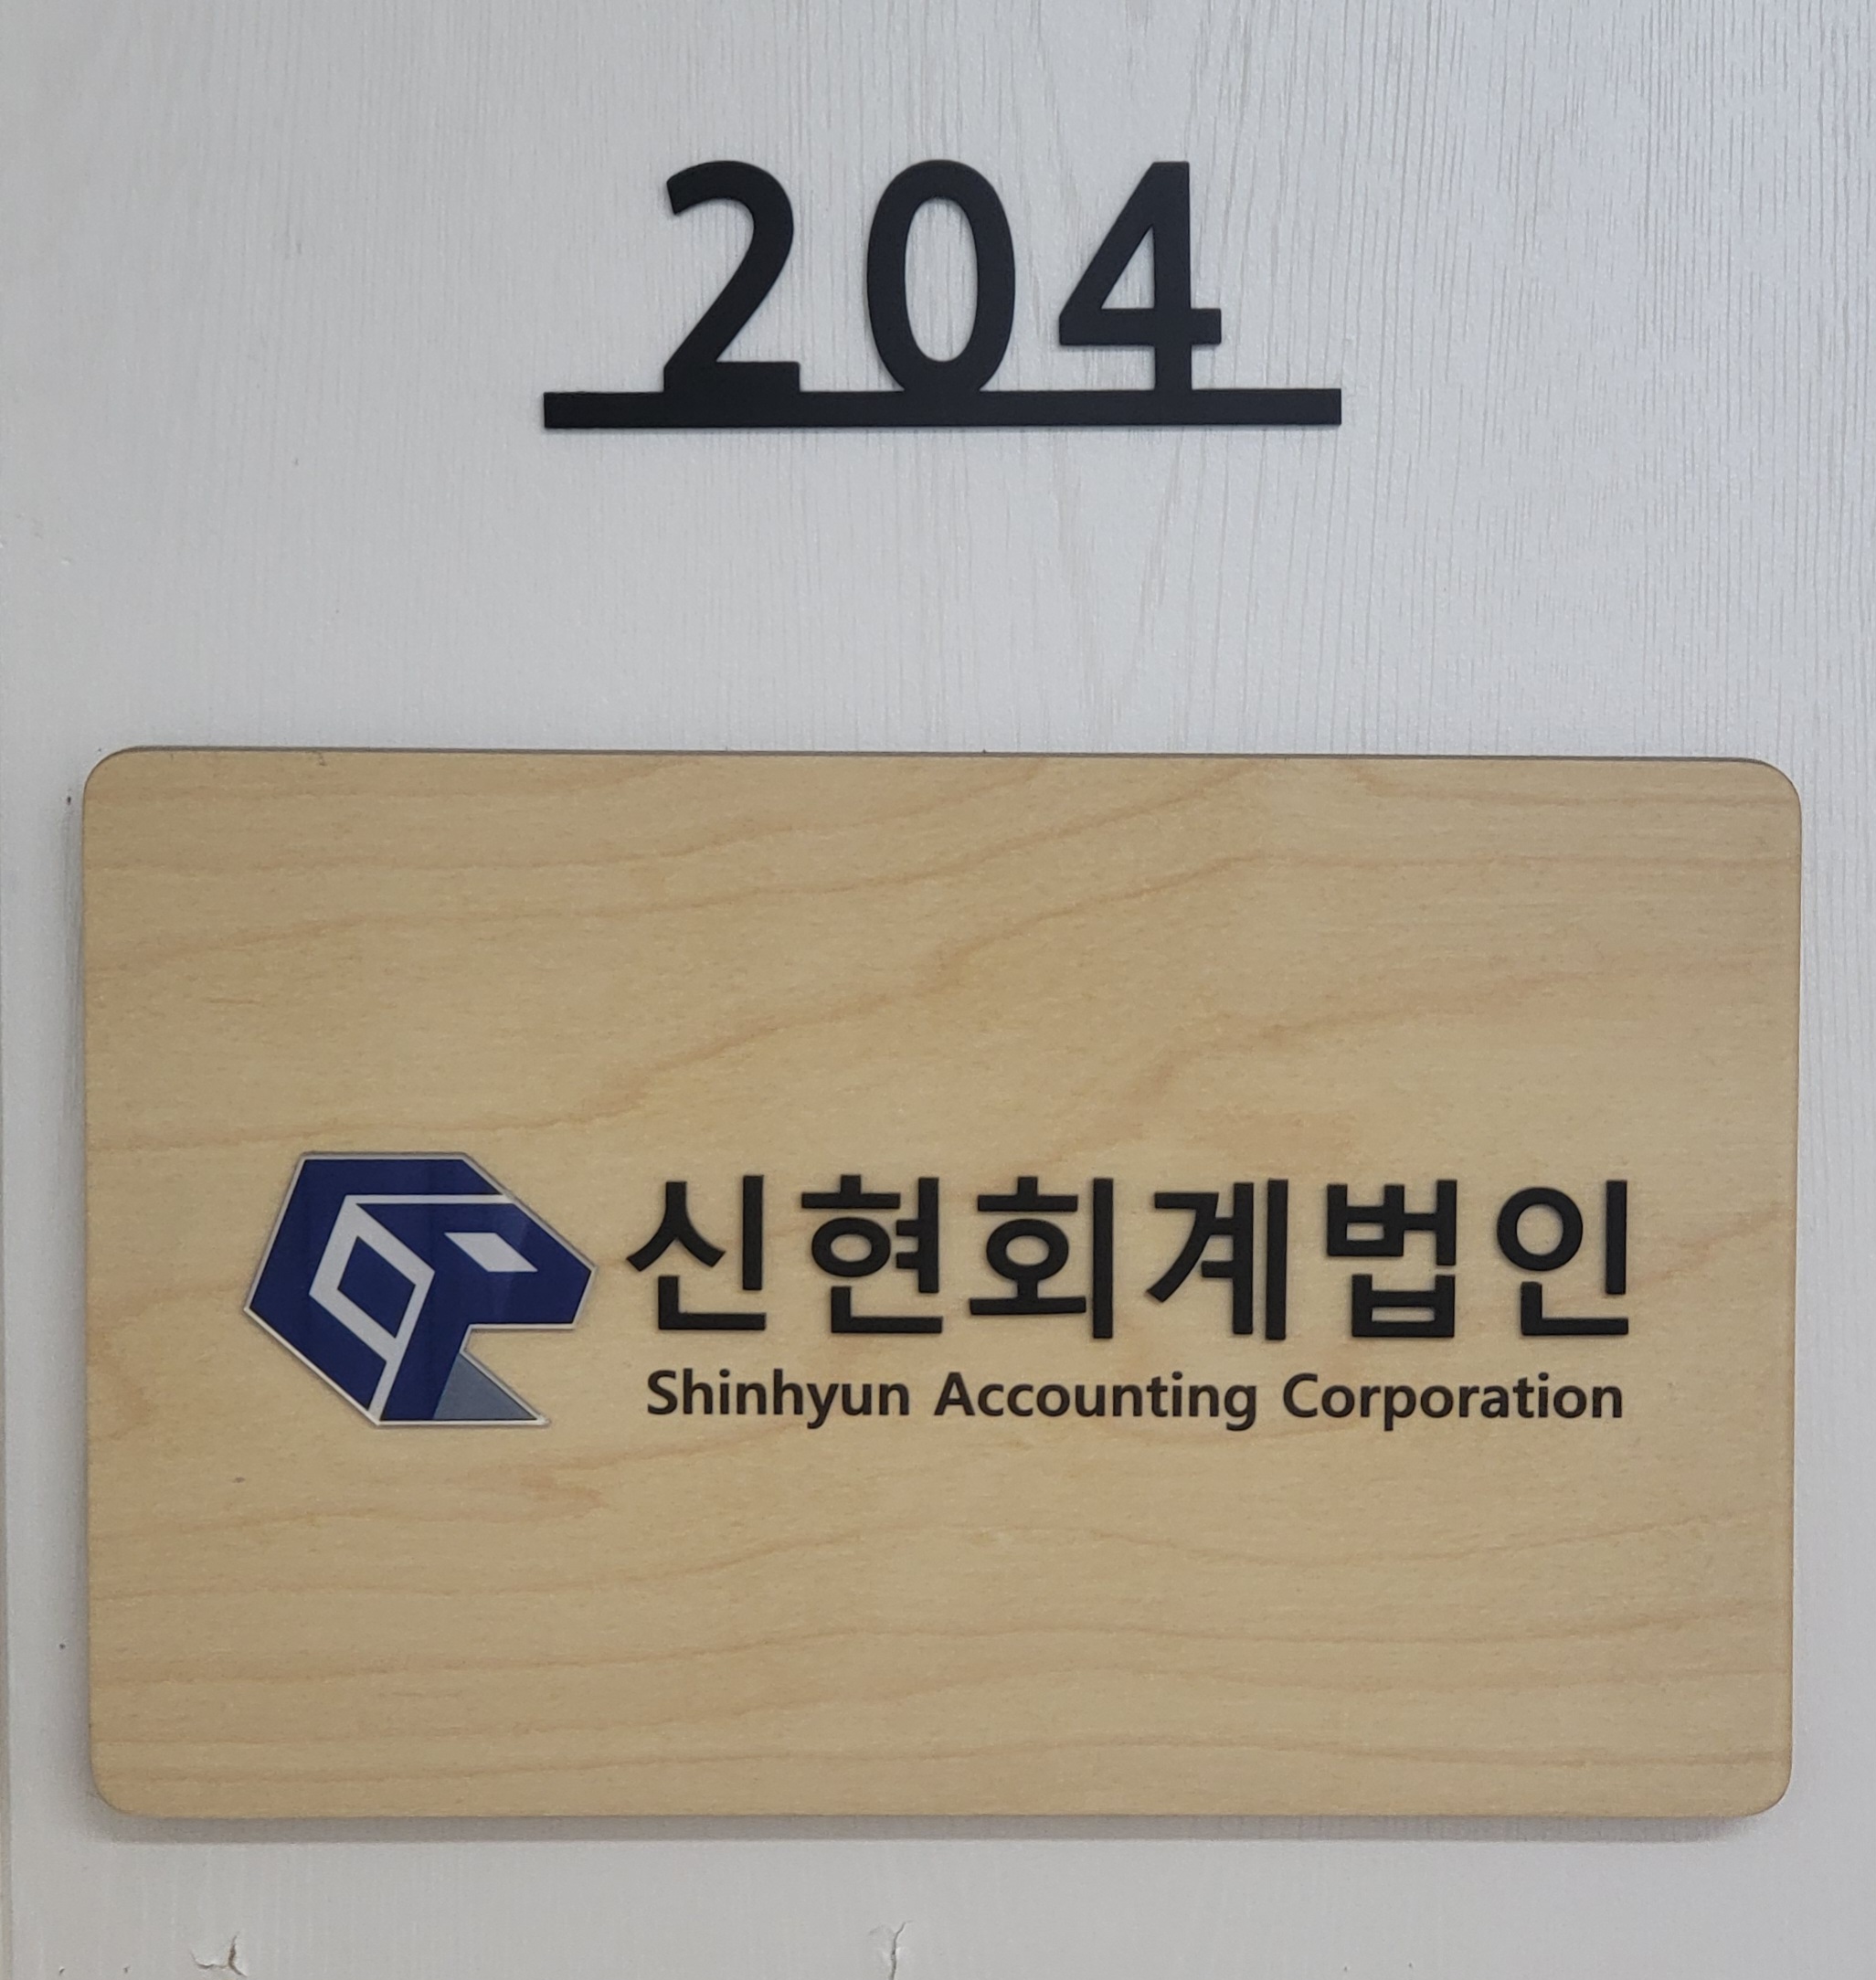 204
신현회계법인
Shinhyun Accounting Corporation